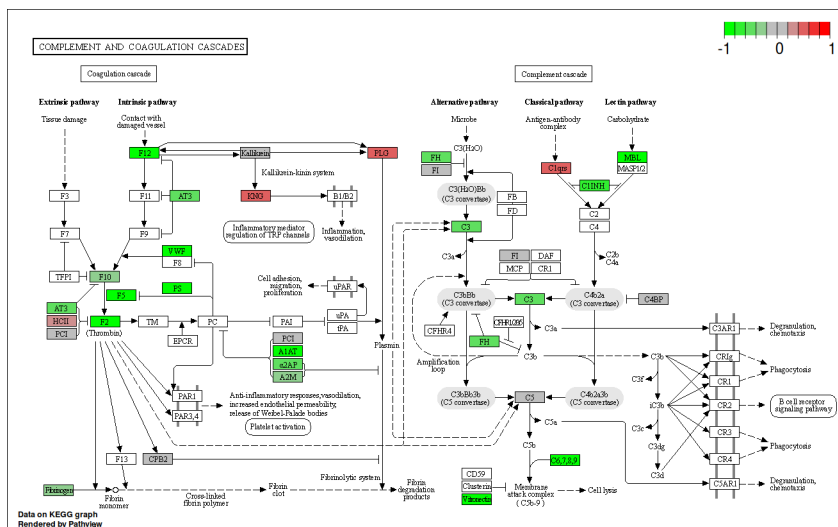 -1 0 1
COMPLEMENT AND COAGULATION CASCADES
Coagulation cascade
Complement cascade
Extrinsic pathway
Intrinsic pathway
Alternative pathway
Classical pathway
Lectin pathway
Tissue damage
Contact with
damaged vessel
Microbe
Antigen-antibody
complex
Carbohydrate
F12
Kallikrein
PLG
C3(H2O)
FH
FI
C1qrs
MBL
MASP1/2
Kallikrein-kinin system
C1INH
F3
F11
AT3
KNG
B1/B2
C3(H2O)Bb
(C3 convertase)
FB
FD
C2
C4
F7
F9
Inflammatory mediator
regulation of TRP channels
Inflammation,
vasodilation
C3
VWF
F8
C3a
FI
DAF
MCP
CR1
C2b
C4a
TFPI
F10
Cell adhesion,
migration,
proliferation
uPAR
F5
PS
C3bBb
(C3 convertase)
C3
C4b2a
(C3 convertase)
C4BP
AT3
HCII
PCI
F2
(Thrombin)
TM
PC
PAI
uPA
tPA
EPCR
CFHR4
C3a
C3AR1
Degranulation,
chemotaxis
PCI
A1AT
α2AP
A2M
Plasmin
FH
C3b
C3b
CRIg
Amplification
loop
Phagocytosis
C3f
CR1
PAR1
PAR3,4
Anti-inflammatory responses,vasodilation,
increased endothelial permeability,
release of Weibel-Palade bodies
C3bBb3b
(C5 convertase)
C5
C4b2a3b
(C5 convertase)
iC3b
CR2
B cell receptor
signaling pathway
Platelet activation
C5a
C3c
CR3
Phagocytosis
C5b
C3dg
F13
CPB2
C6,7,8,9
CR4
Fibrinolytic system
CD59
C3d
Clusterin
Membrane
attack complex
(C5b-9)
Cell lysis
C5AR1
Degranulation,
chemotaxis
Fibrinogen
Fibrin
monomer
Cross-linked
fibrin polymer
Fibrin
clot
Fibrin
degradation
products
Vitronectin
Data on KEGG graph
Rendered by Pathview